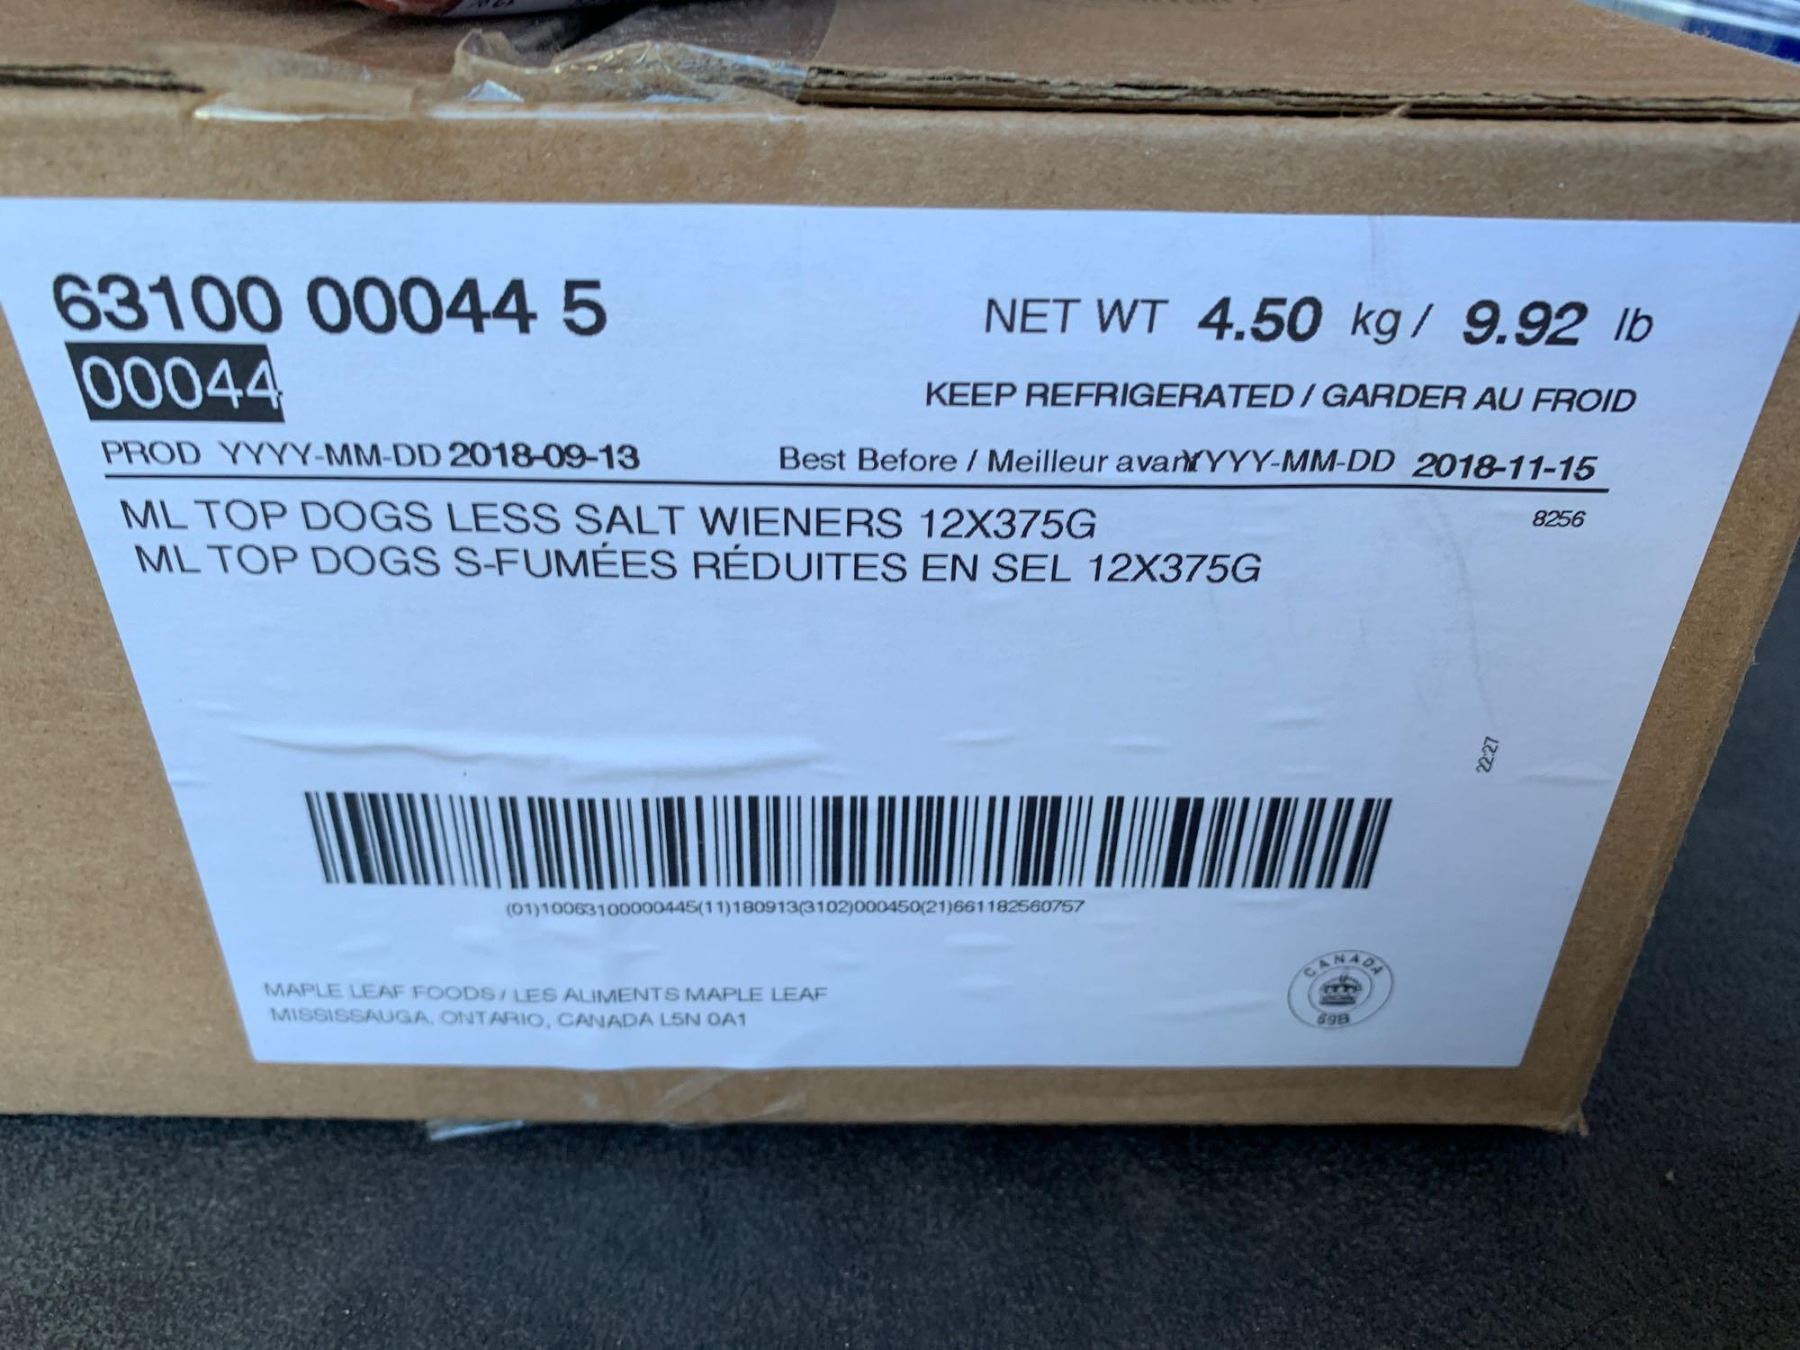 63100 00044 5
00044
NET WT 4.50 kg / 9.92 lb
KEEP REFRIGERATED / GARDER AU FROID
PROD YYYY-MM-DD 2018-09-13
Best Before / Meilleur avant YYYY-MM-DD 2018-11-15
ML TOP DOGS LESS SALT WIENERS 12X375G
8256
ML TOP DOGS S-FUMÉES RÉDUITES EN SEL 12X375G
22:27
(01)10063100000445(11)180913(3102)000450(21)661182560757
MAPLE LEAF FOODS / LES ALIMENTS MAPLE LEAF
MISSISSAUGA, ONTARIO, CANADA L5N 0A1
CANADA
69B